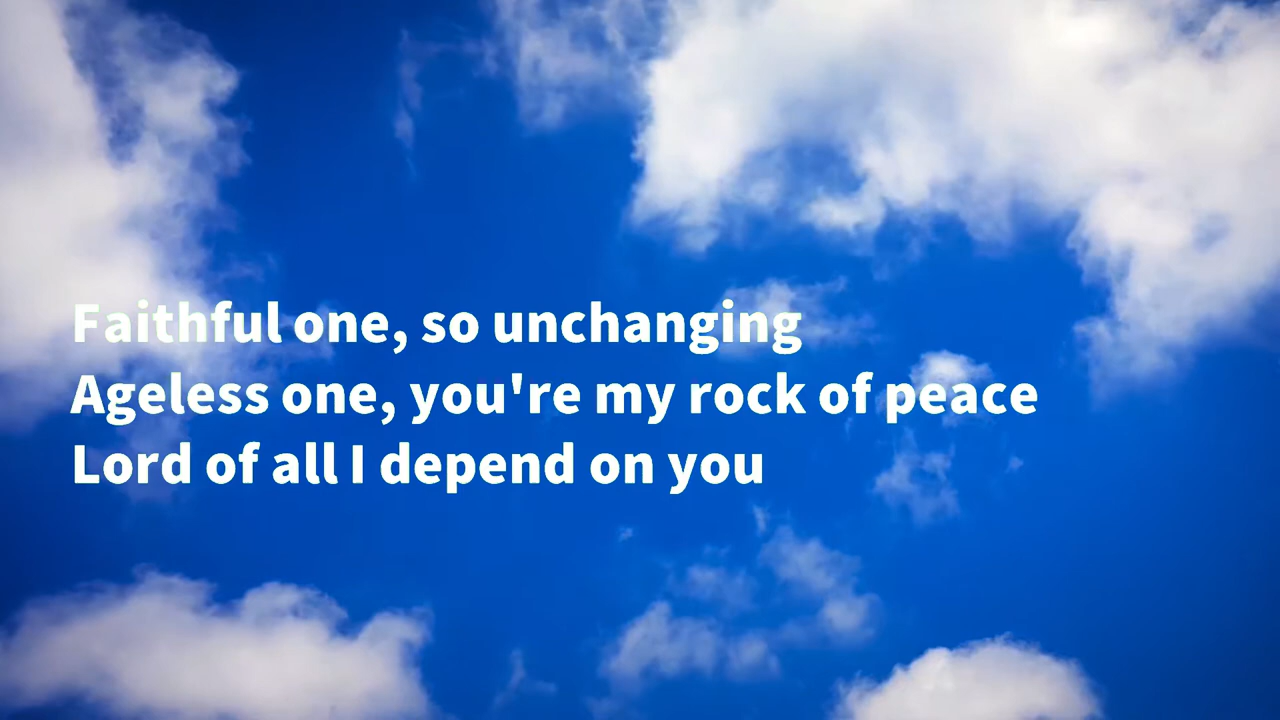 Faithful one, so unchanging
Ageless one, you're my rock of peace
Lord of all I depend on you